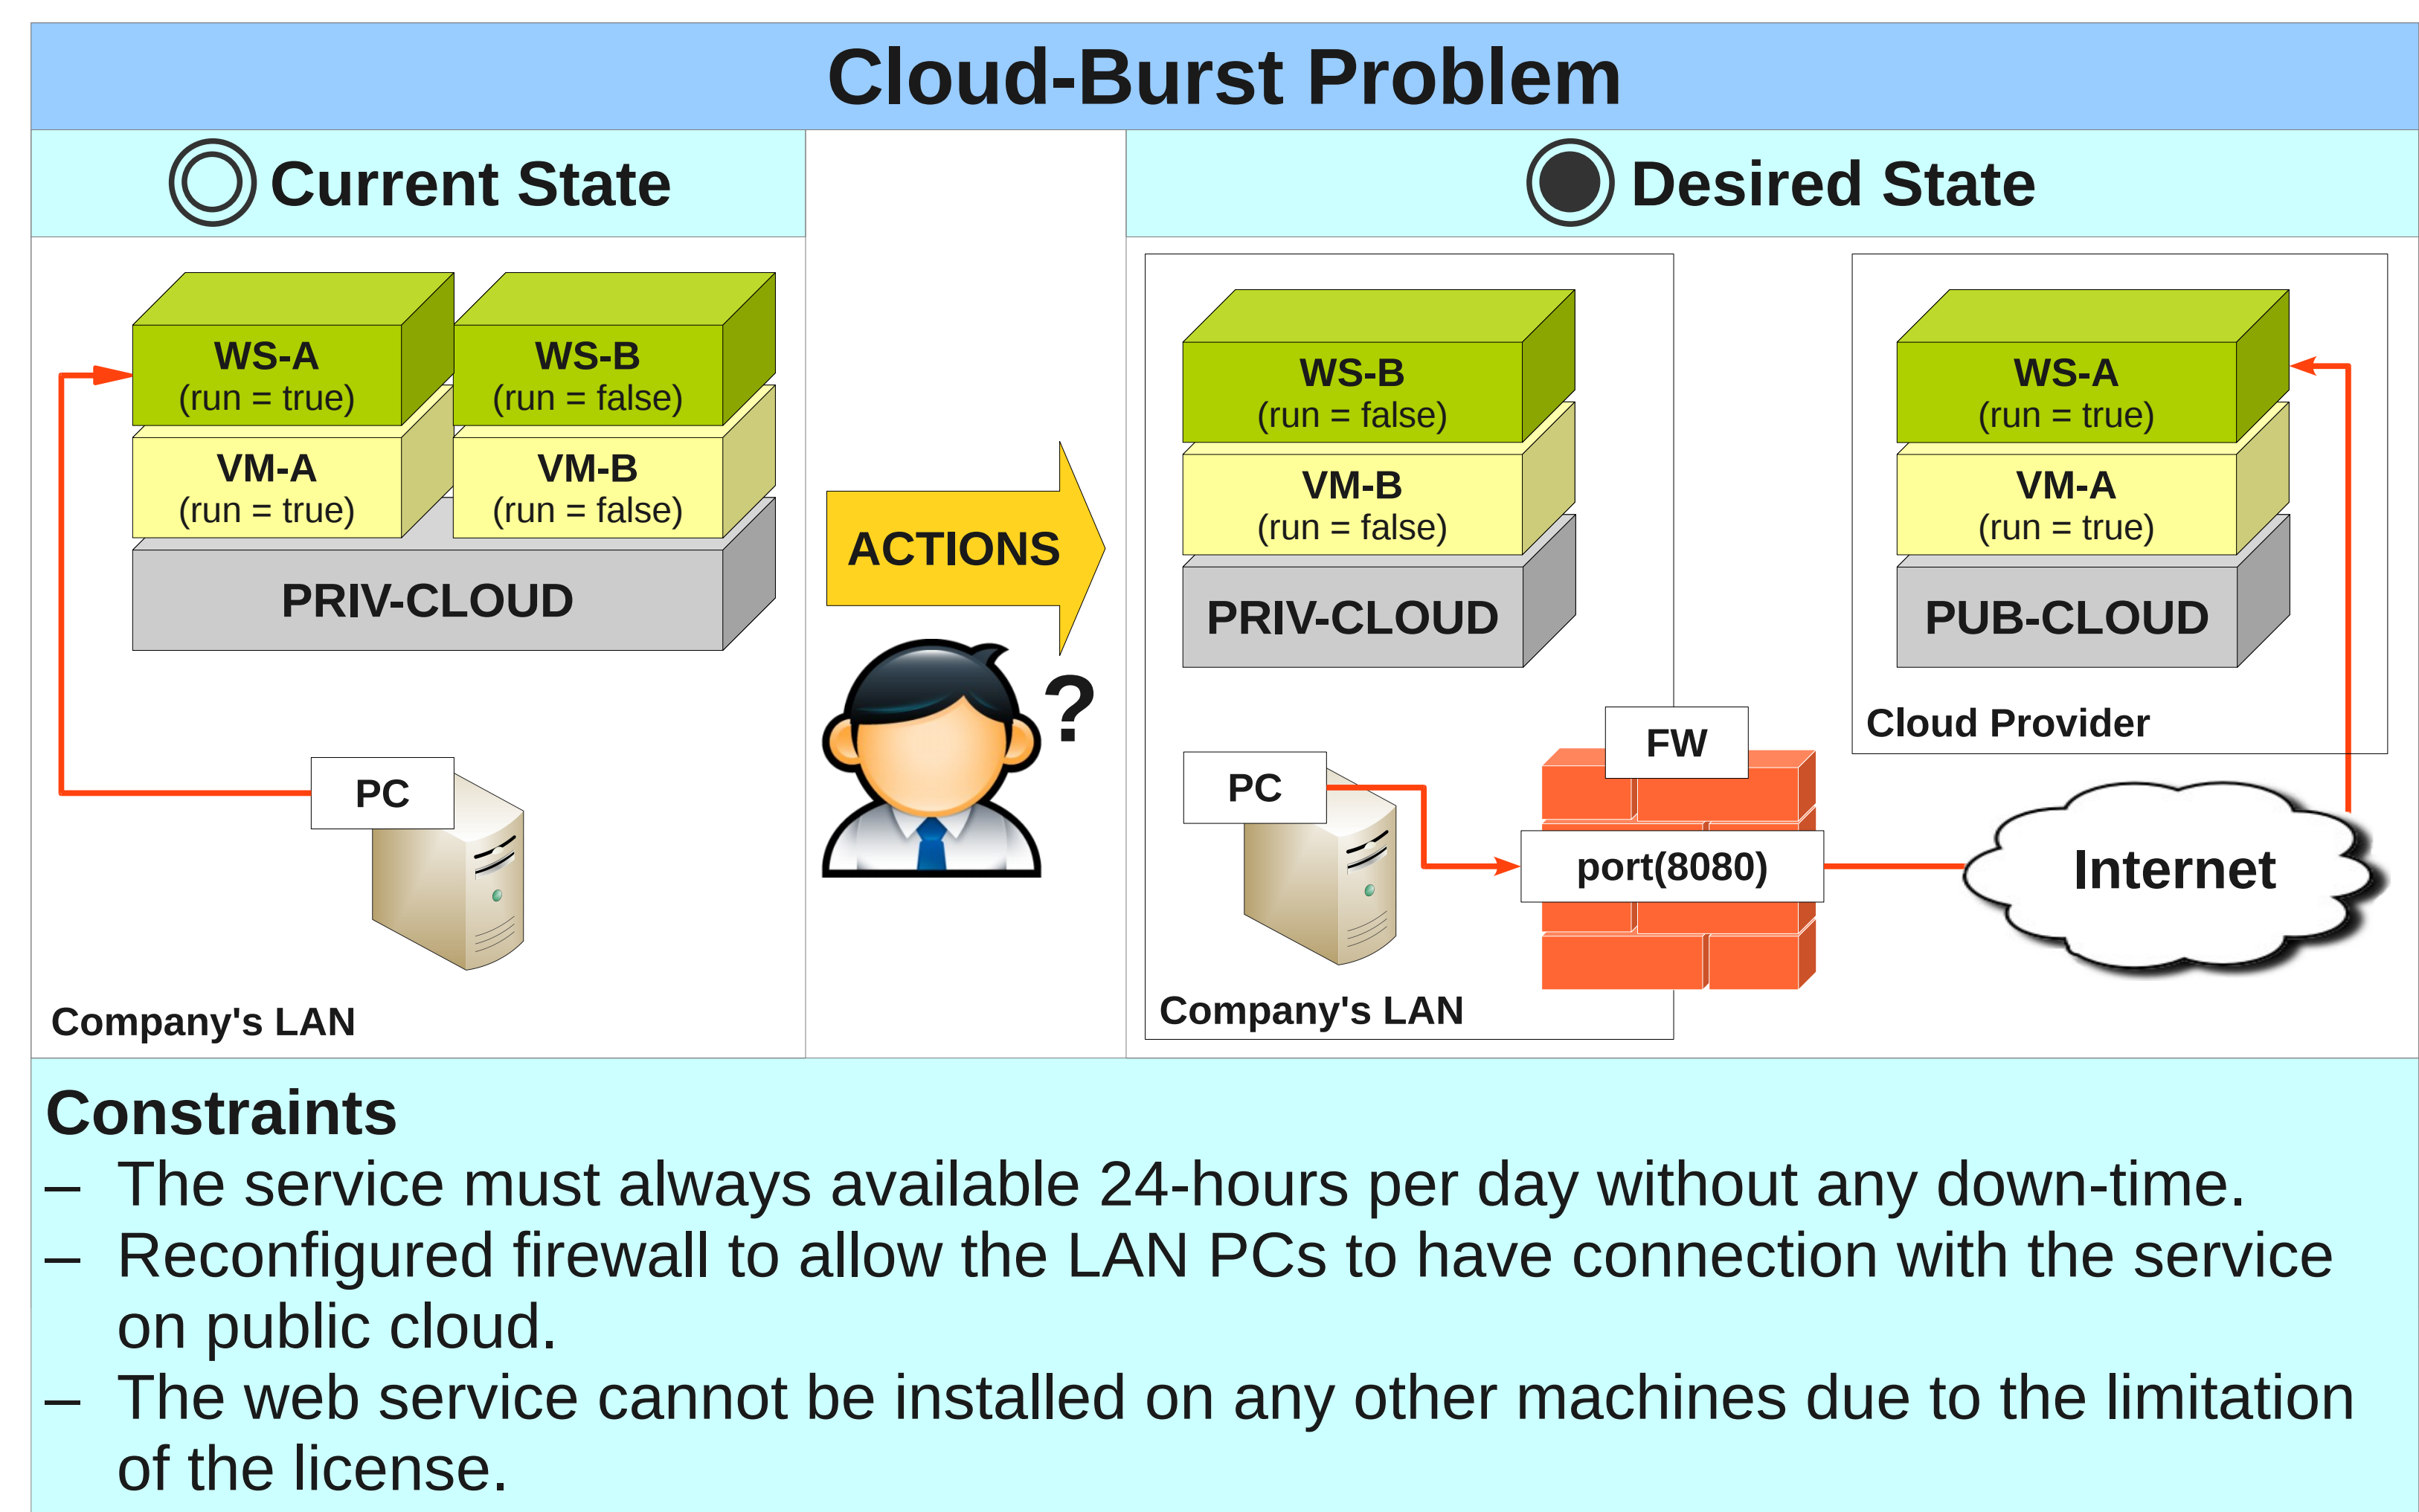 Cloud-Burst Problem
Current State
WS-A
(run = true)
WS-B
(run = false)
VM-A
(run = true)
VM-B
(run = false)
PRIV-CLOUD
PC
Company's LAN
ACTIONS
?
Desired State
WS-B
(run = false)
VM-B
(run = false)
PRIV-CLOUD
WS-A
(run = true)
VM-A
(run = true)
PUB-CLOUD
Cloud Provider
FW
PC
port(8080)
Internet
Company's LAN
Constraints
– The service must always available 24-hours per day without any down-time.
– Reconfigured firewall to allow the LAN PCs to have connection with the service
on public cloud.
– The web service cannot be installed on any other machines due to the limitation
of the license.